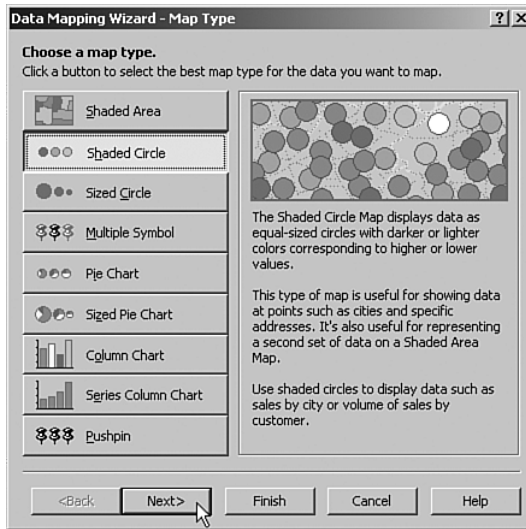 Data Mapping Wizard - Map Type
Choose a map type.
Click a button to select the best map type for the data you want to map.
Shaded Area
Shaded Circle
Sized Circle
Multiple Symbol
Pie Chart
Sized Pie Chart
Column Chart
Series Column Chart
Pushpin
The Shaded Circle Map displays data as
equal-sized circles with darker or lighter
colors corresponding to higher or lower
values.
This type of map is useful for showing data
at points such as cities and specific
addresses. It's also useful for representing
a second set of data on a Shaded Area
Map.
Use shaded circles to display data such as
sales by city or volume of sales by
customer.
<Back
Next>
Finish
Cancel
Help